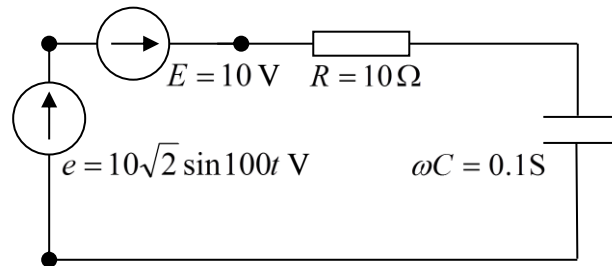 E = 10 V
R = 10 Ω
e = 10√2 sin100t V
ωC = 0.1S